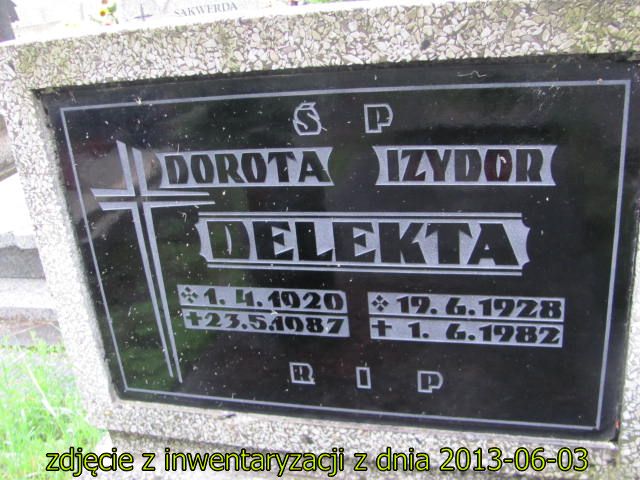 SAKWERDA
Ś P
DOROTA IZYDOR
DELEKTA
1. 4. 1920 19. 6. 1928
23. 5. 1987 1. 6. 1982
R I P
zdjęcie z inwentaryzacji z dnia 2013-06-03